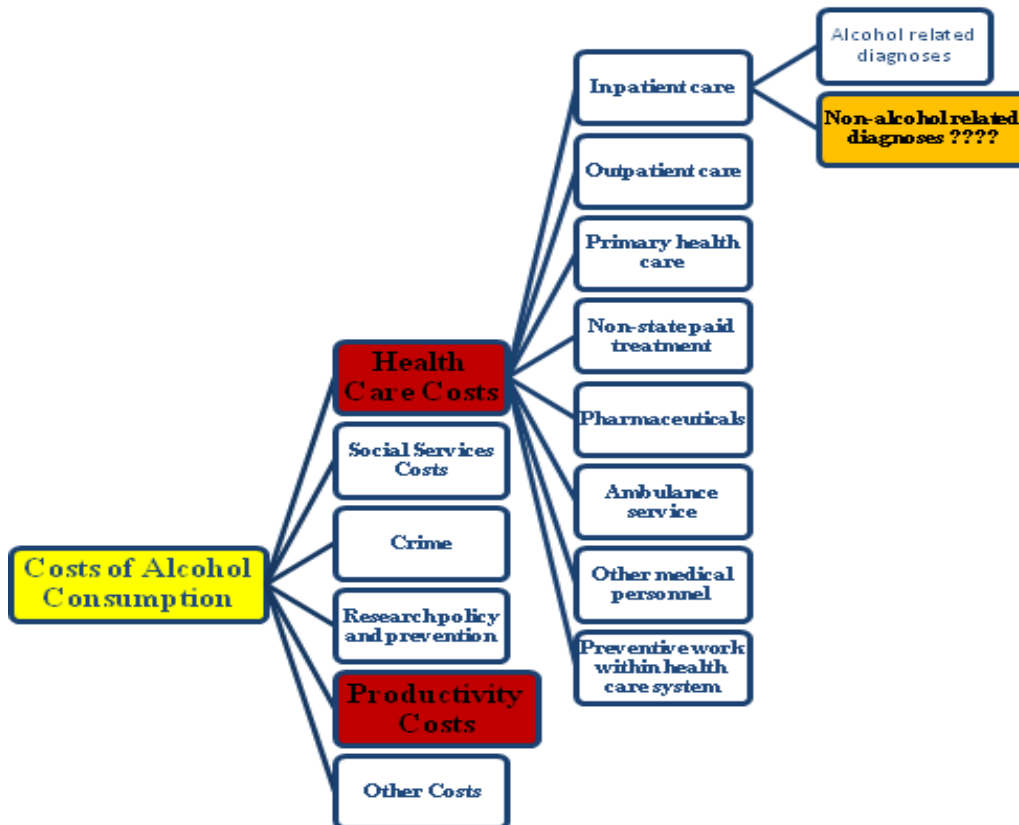 Costs of Alcohol
Consumption
Health
Care Costs
Social Services
Costs
Crime
Research policy
and prevention
Productivity
Costs
Other Costs
Inpatient care
Outpatient care
Primary health
care
Non-state paid
treatment
Pharmaceuticals
Ambulance
service
Other medical
personnel
Preventive work
within health
care system
Alcohol related
diagnoses
Non-alcohol related
diagnoses ????